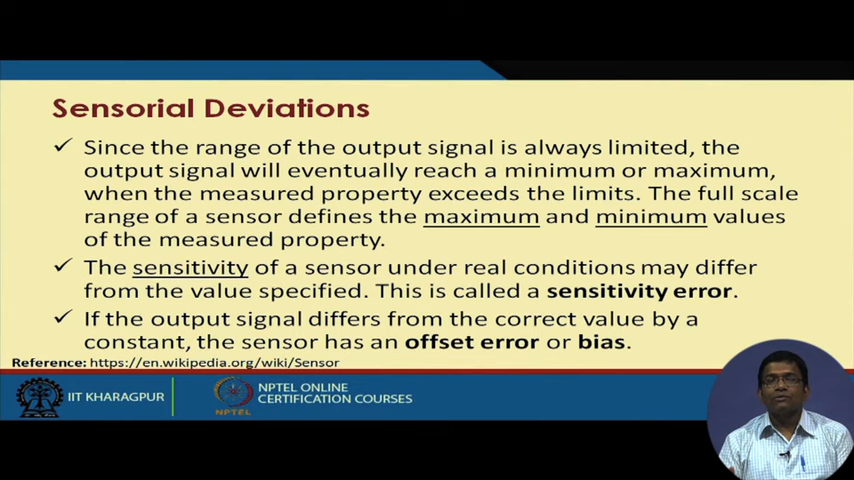 Sensorial Deviations
✓ Since the range of the output signal is always limited, the
output signal will eventually reach a minimum or maximum,
when the measured property exceeds the limits. The full scale
range of a sensor defines the maximum and minimum values
of the measured property.
✓ The sensitivity of a sensor under real conditions may differ
from the value specified. This is called a sensitivity error.
✓ If the output signal differs from the correct value by a
constant, the sensor has an offset error or bias.
Reference: https://en.wikipedia.org/wiki/Sensor
IIT KHARAGPUR
NPTEL
NPTEL ONLINE
CERTIFICATION COURSES